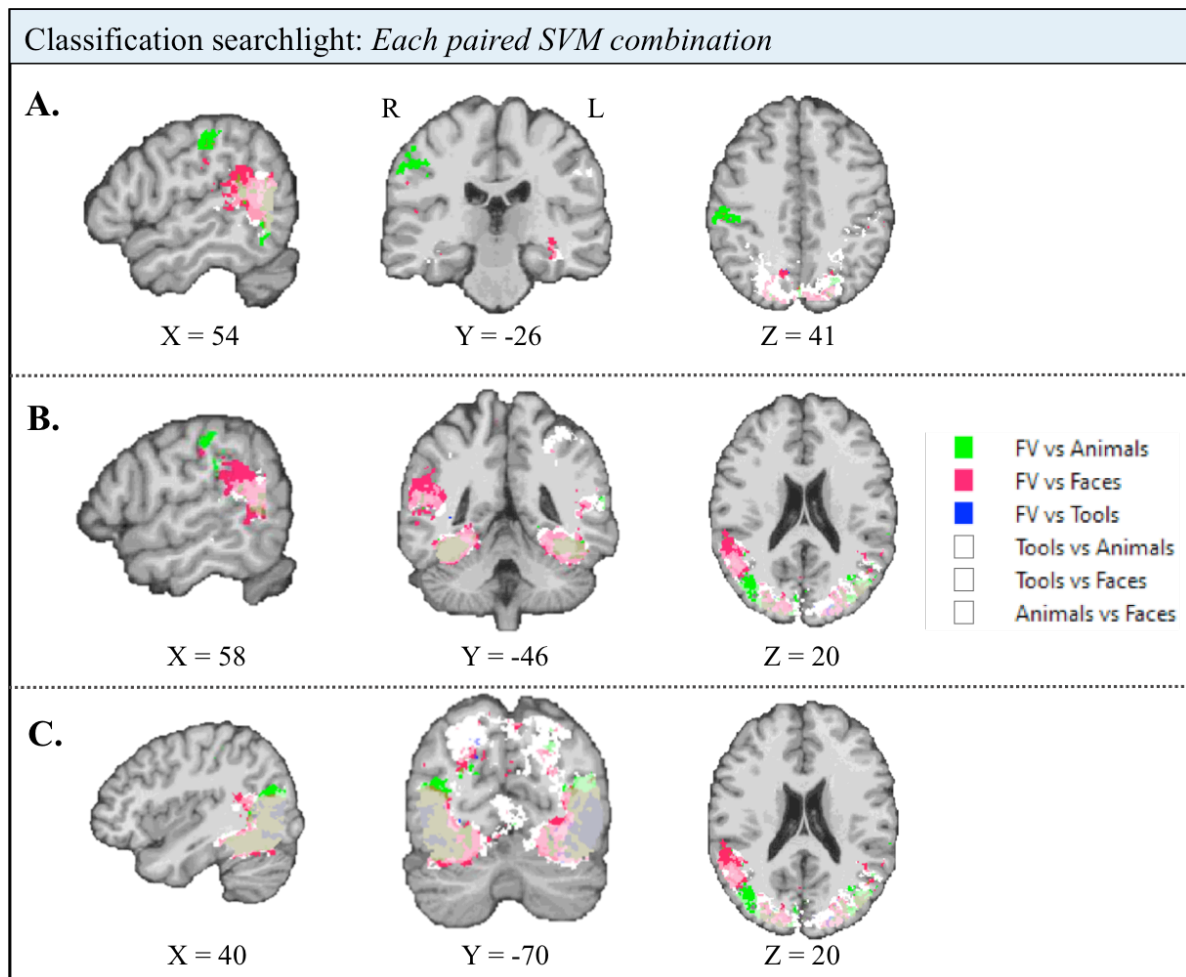 Classification searchlight: Each paired SVM combination
A.
R
L
X = 54
Y = -26
Z = 41
B.
X = 58
Y = -46
Z = 20
FV vs Animals
FV vs Faces
FV vs Tools
Tools vs Animals
Tools vs Faces
Animals vs Faces
C.
X = 40
Y = -70
Z = 20